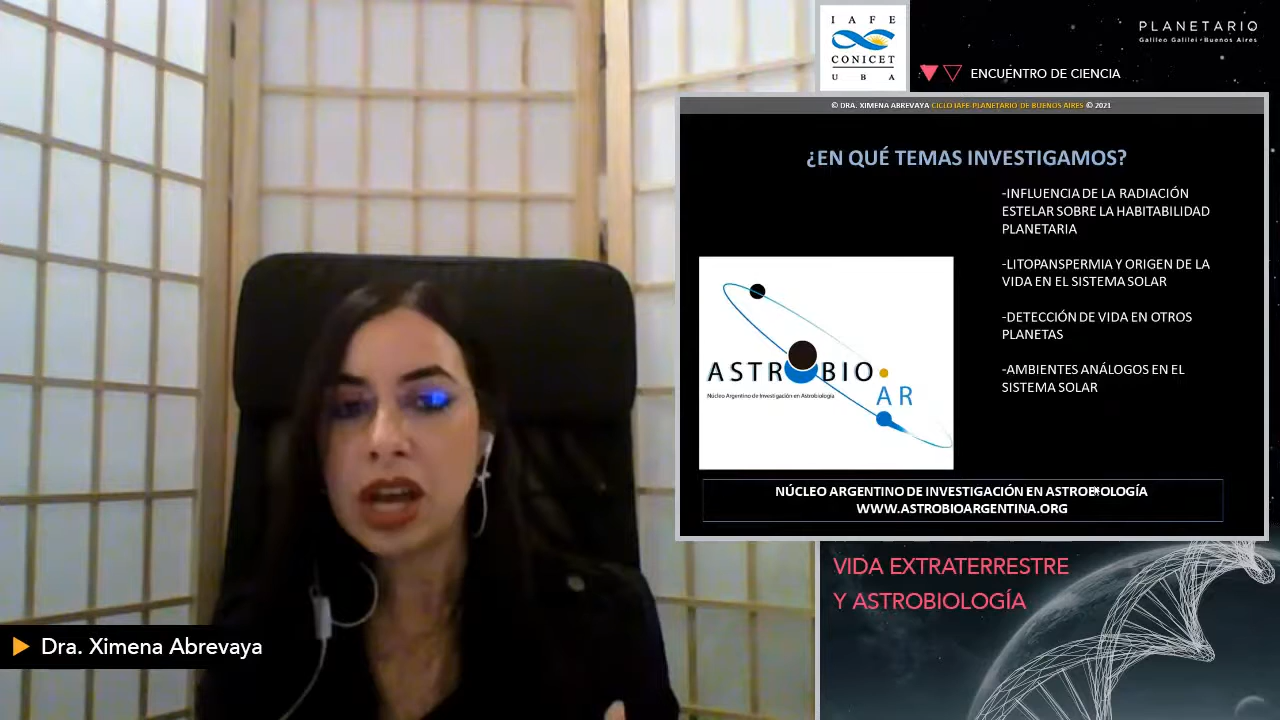 IAFE
CONICET
UBA
PLANETARIO
Galileo Galilei • Buenos Aires
ENCUENTRO DE CIENCIA
© DRA. XIMENA ABREVAYA CICLO IAFE-PLANETARIO DE BUENOS AIRES © 2021
¿EN QUÉ TEMAS INVESTIGAMOS?
-INFLUENCIA DE LA RADIACIÓN
ESTELAR SOBRE LA HABITABILIDAD
PLANETARIA
-LITOPANSPERMIA Y ORIGEN DE LA
VIDA EN EL SISTEMA SOLAR
-DETECCIÓN DE VIDA EN OTROS
PLANETAS
-AMBIENTES ANÁLOGOS EN EL
SISTEMA SOLAR
ASTROBIO.
AR
Núcleo Argentino de Investigación en Astrobiología
NÚCLEO ARGENTINO DE INVESTIGACIÓN EN ASTROBIOLOGÍA
WWW.ASTROBIOARGENTINA.ORG
VIDA EXTRATERRESTRE
Y ASTROBIOLOGÍA
Dra. Ximena Abrevaya